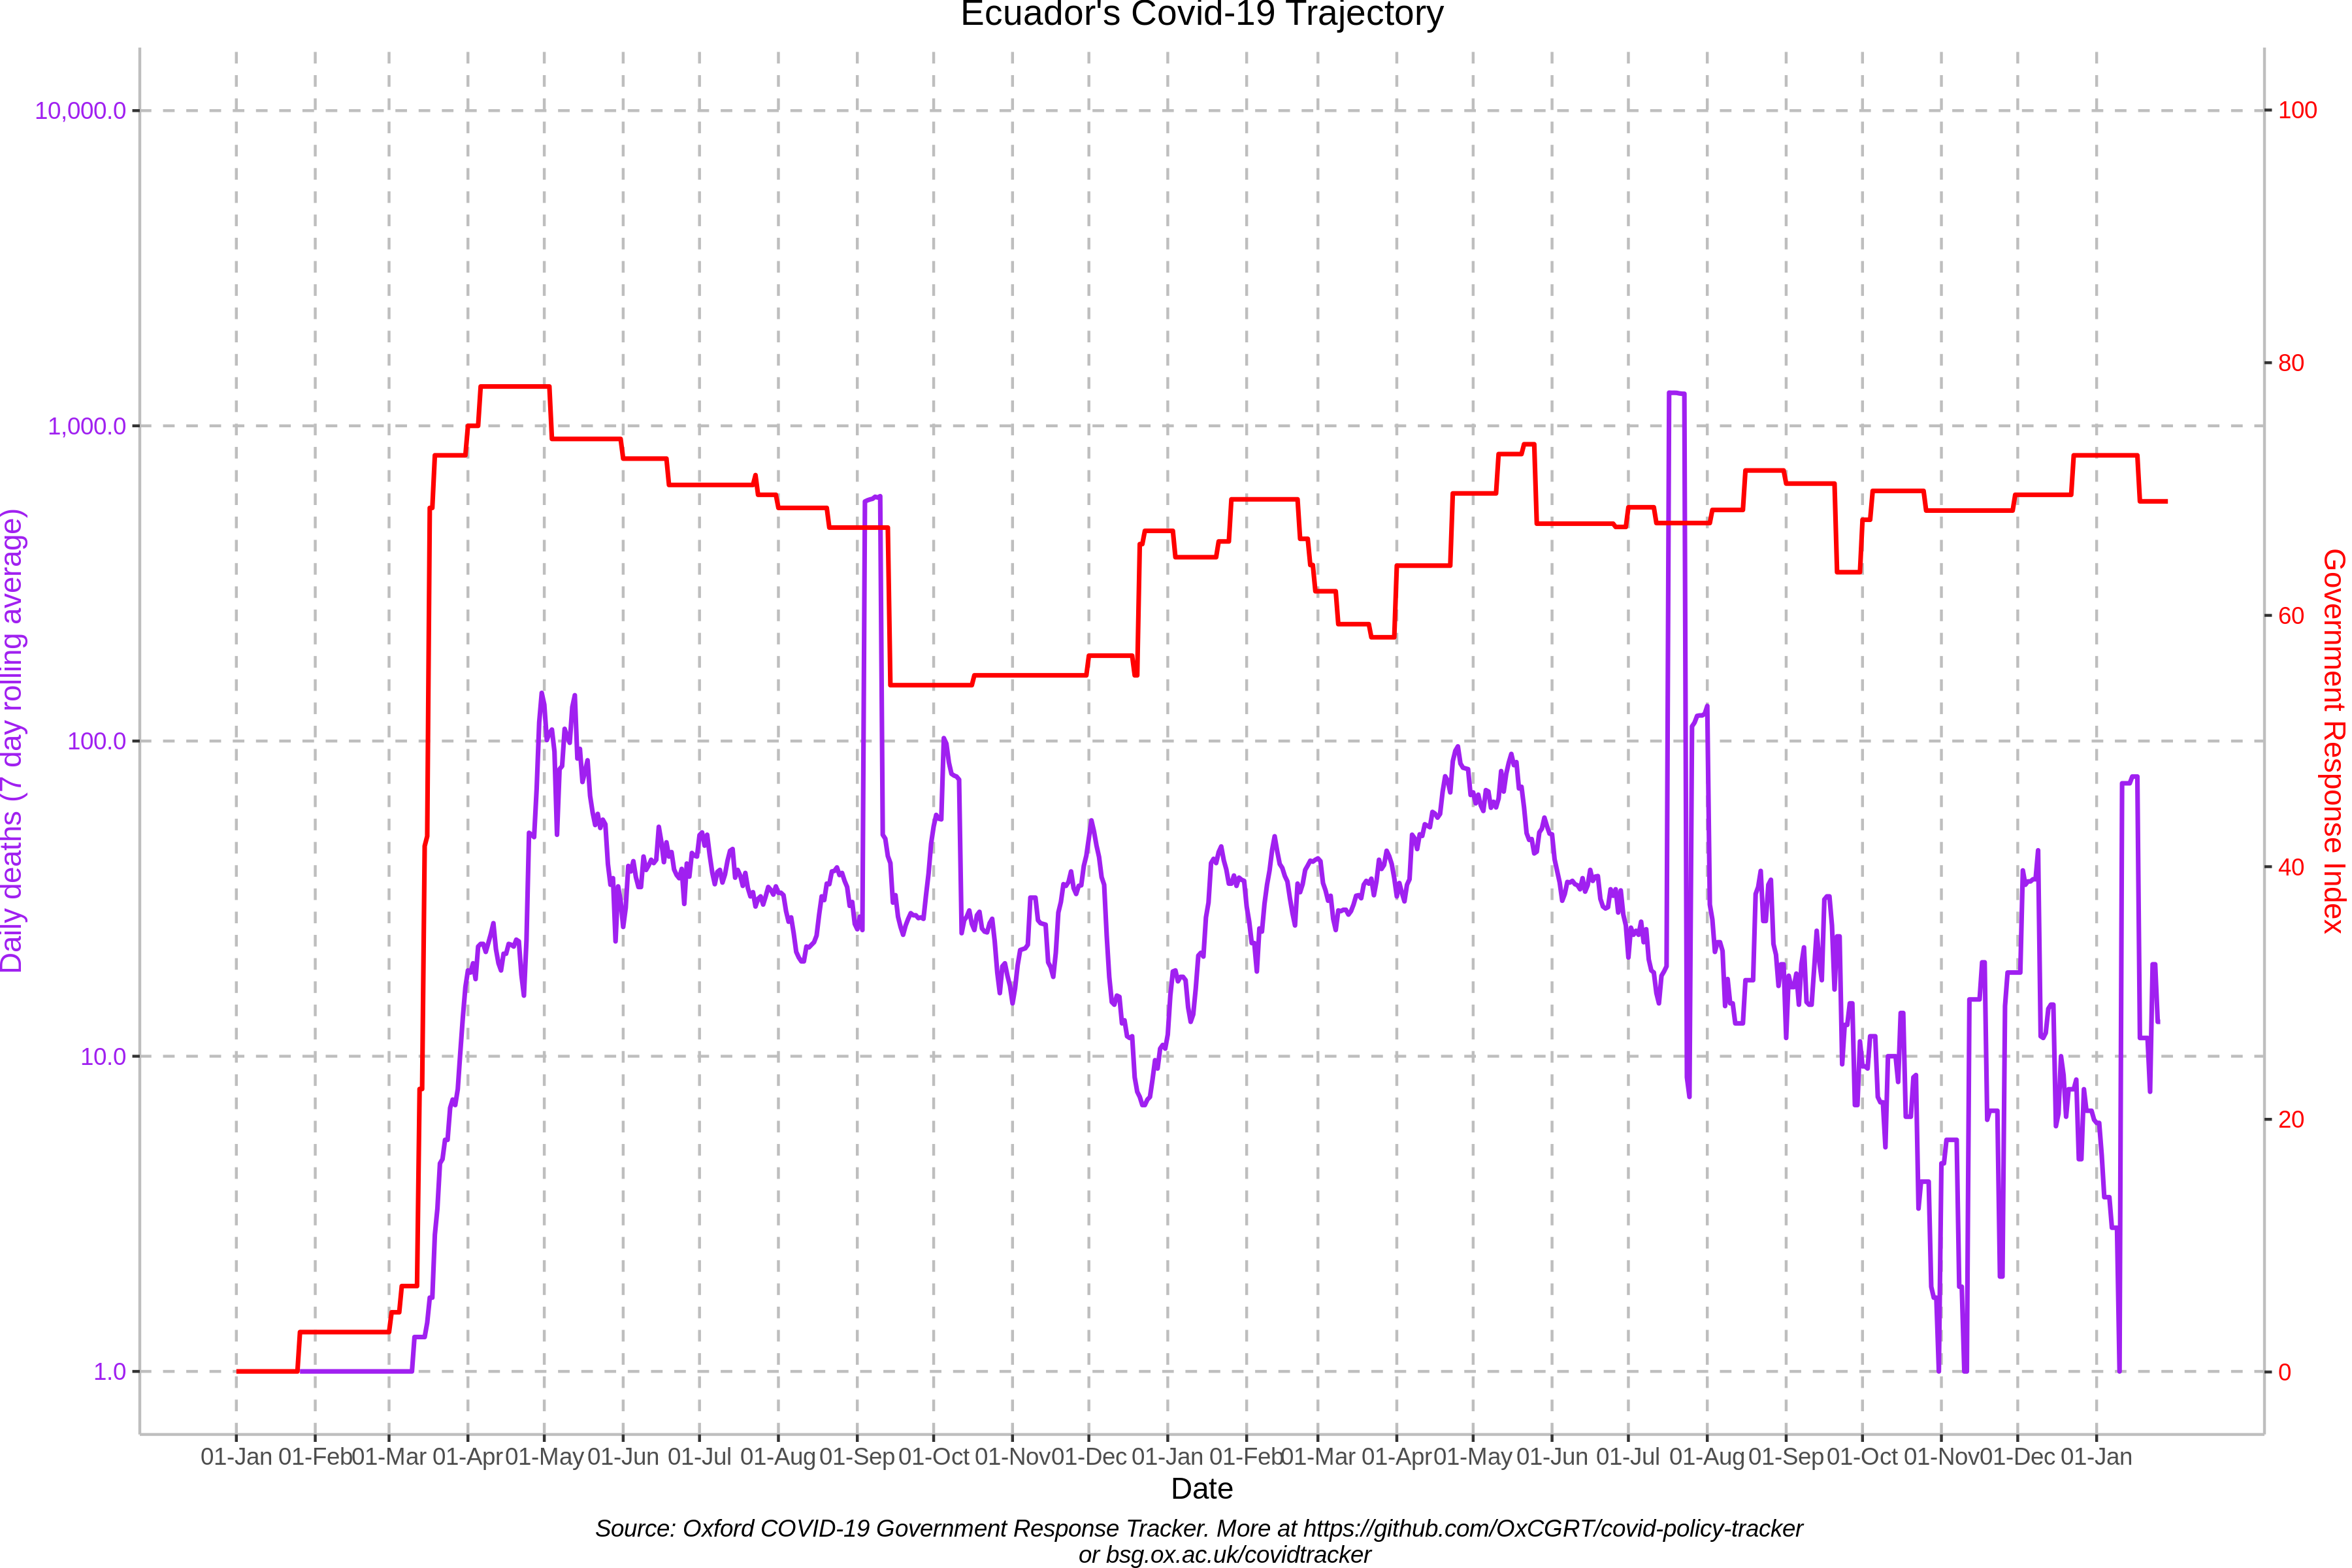 Ecuador's Covid-19 Trajectory
10,000.0
1,000.0
100.0
10.0
1.0
Daily deaths (7 day rolling average)
100
80
60
40
20
0
Government Response Index
01-Jan 01-Feb 01-Mar 01-Apr 01-May 01-Jun 01-Jul 01-Aug 01-Sep 01-Oct 01-Nov 01-Dec 01-Jan 01-Feb 01-Mar 01-Apr 01-May 01-Jun 01-Jul 01-Aug 01-Sep 01-Oct 01-Nov 01-Dec 01-Jan
Date
Source: Oxford COVID-19 Government Response Tracker. More at https://github.com/OxCGRT/covid-policy-tracker
or bsg.ox.ac.uk/covidtracker